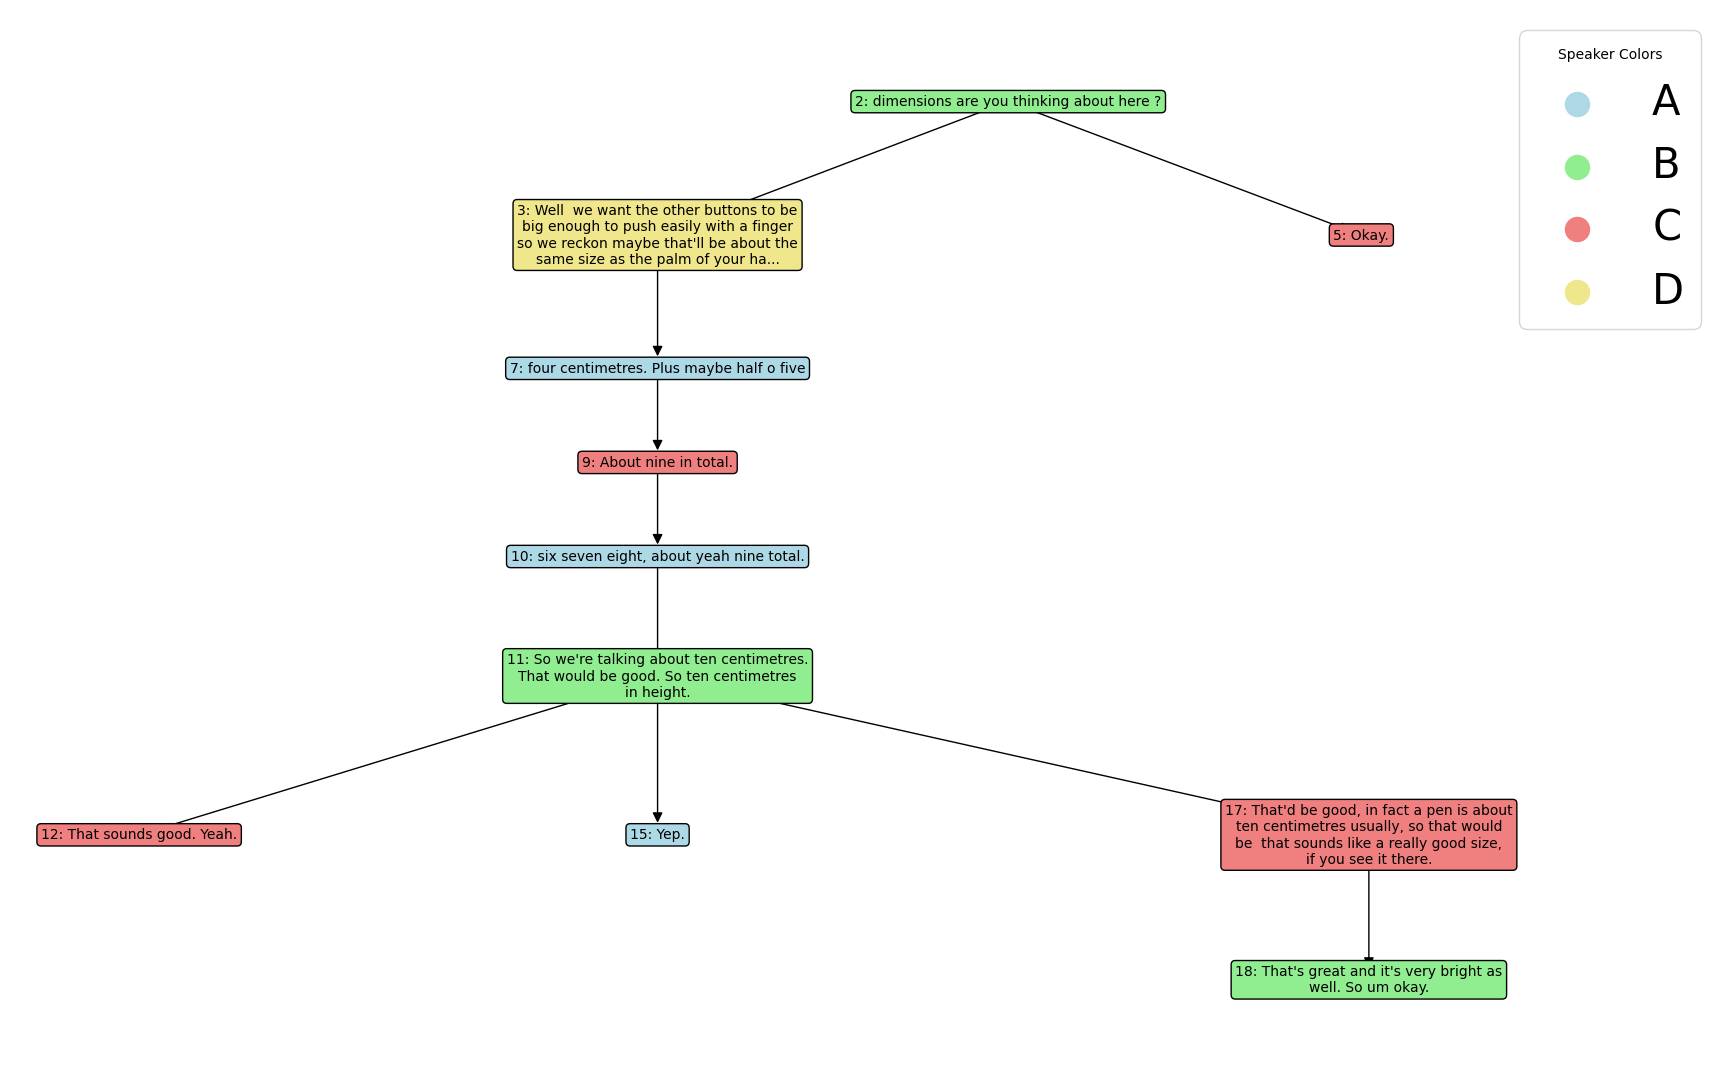 2: dimensions are you thinking about here ?
3: Well  we want the other buttons to be
big enough to push easily with a finger
so we reckon maybe that'll be about the
same size as the palm of your ha...
5: Okay.
7: four centimetres. Plus maybe half o five
9: About nine in total.
10: six seven eight, about yeah nine total.
11: So we're talking about ten centimetres.
That would be good. So ten centimetres
in height.
12: That sounds good. Yeah.
15: Yep.
17: That'd be good, in fact a pen is about
ten centimetres usually, so that would
be  that sounds like a really good size,
if you see it there.
18: That's great and it's very bright as
well. So um okay.
Speaker Colors
A
B
C
D